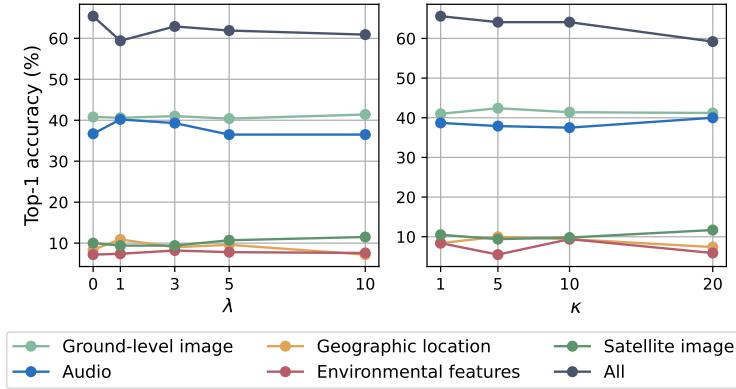 Top-1 accuracy (%)
60
50
40
30
20
10
0 1 3 5 10
λ
60
50
40
30
20
10
1 5 10 20
κ
Ground-level image Geographic location Satellite image
Audio Environmental features All